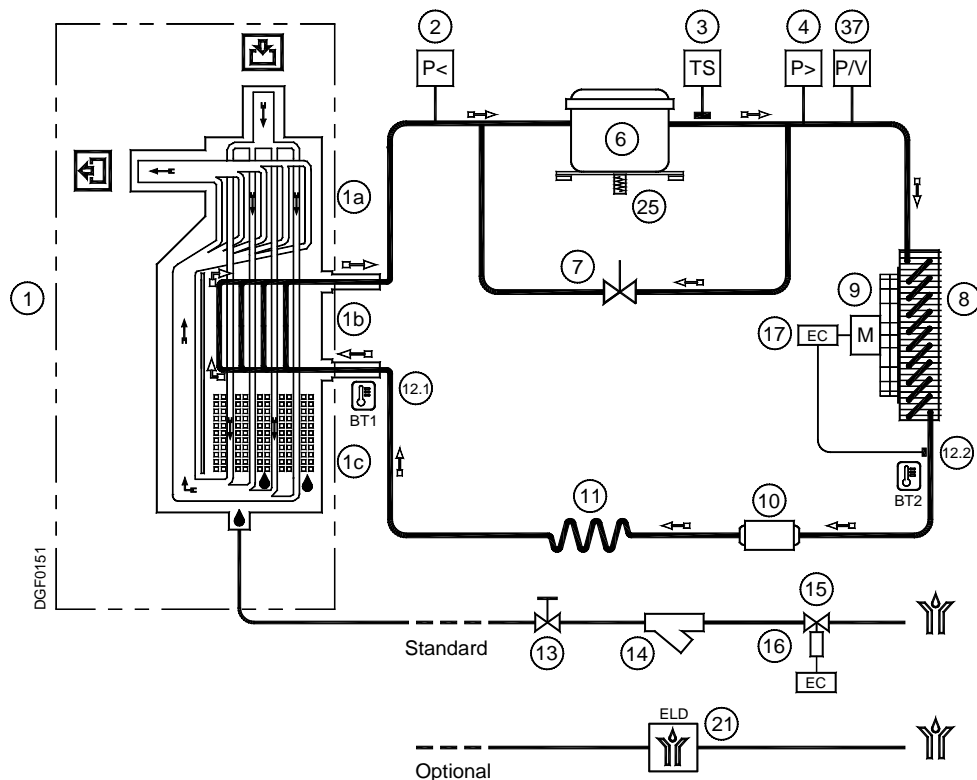 2
3
4
37
P<
TS
P>
P/V
6
1a
25
7
9
8
1
1b
17
EC
M
12.1
BT1
12.2
1c
BT2
11
10
DGF0151
15
Standard
13
14
16
EC
ELD
21
Optional